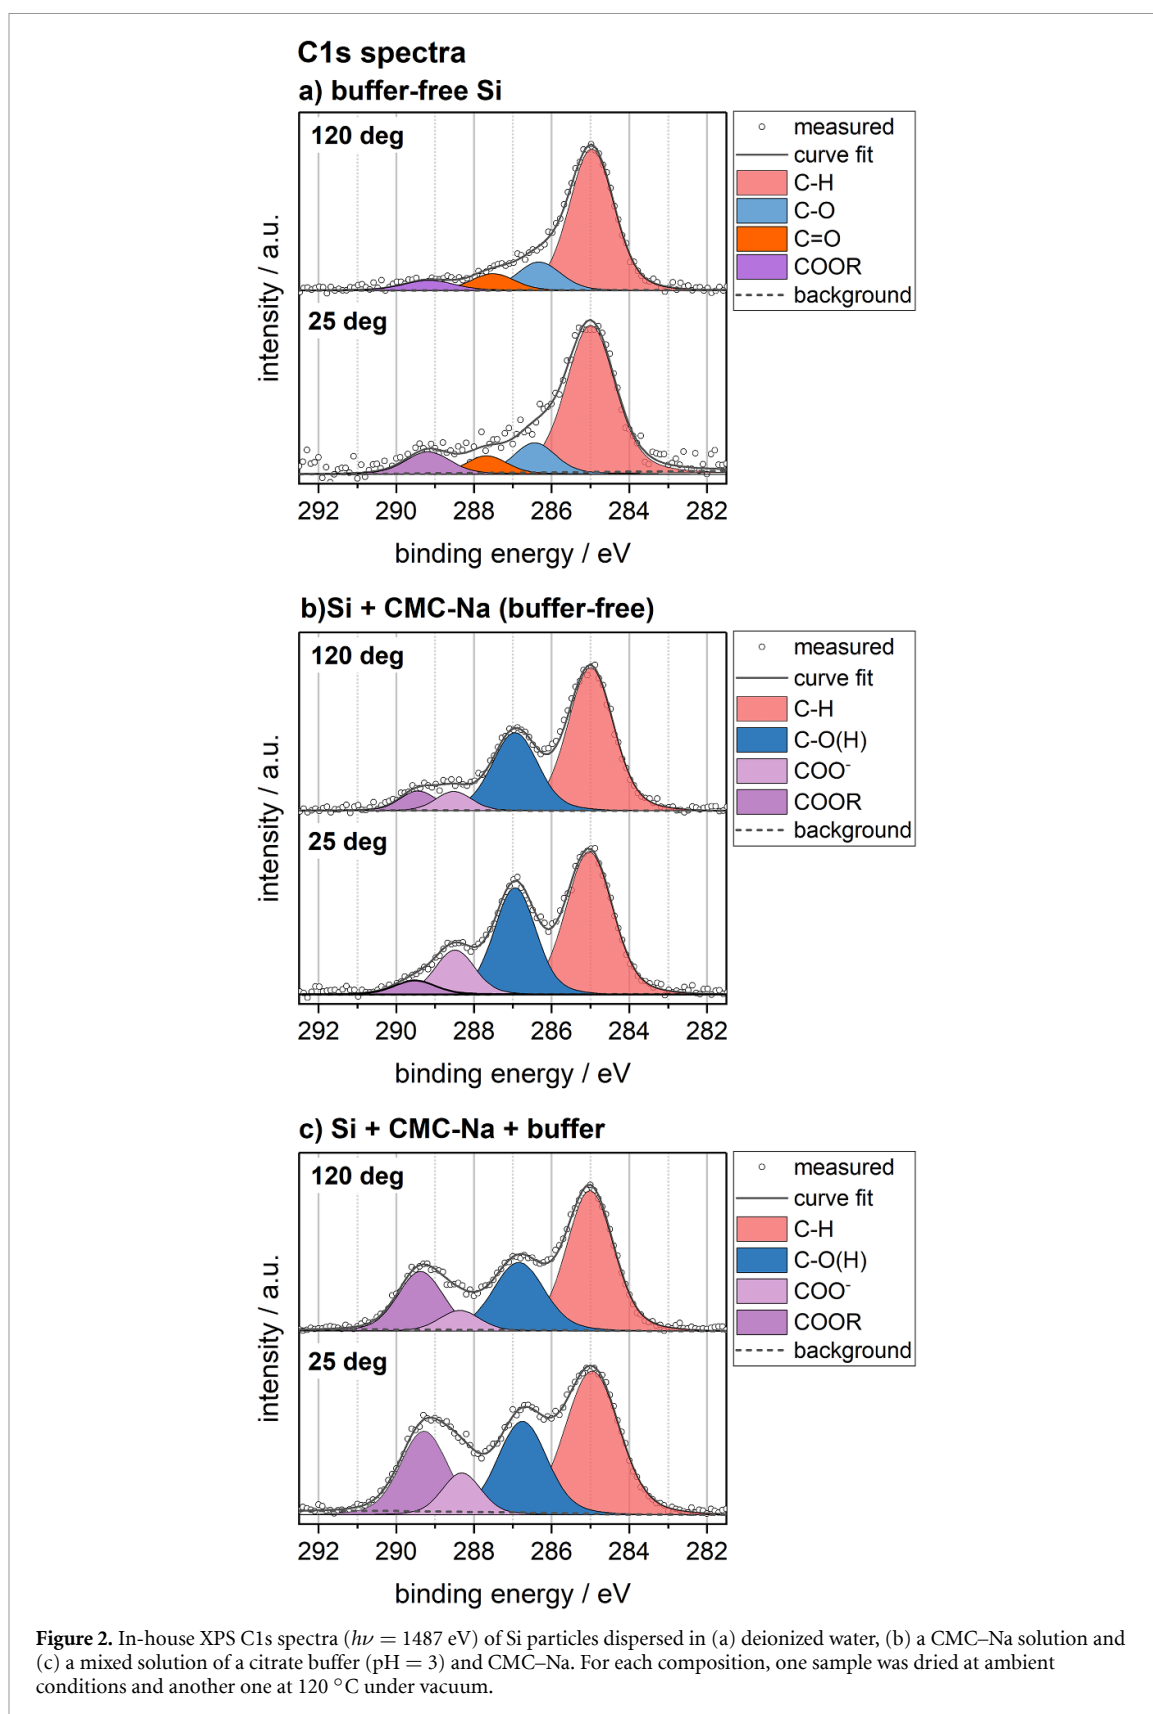 C1s spectra
a) buffer-free Si
120 deg
measured
curve fit
C-H
C-O
C=O
COOR
background
25 deg
intensity / a.u.
292 290 288 286 284 282
binding energy / eV
b)Si + CMC-Na (buffer-free)
120 deg
measured
curve fit
C-H
C-O(H)
COO⁻
COOR
background
25 deg
intensity / a.u.
292 290 288 286 284 282
binding energy / eV
c) Si + CMC-Na + buffer
120 deg
measured
curve fit
C-H
C-O(H)
COO⁻
COOR
background
25 deg
intensity / a.u.
292 290 288 286 284 282
binding energy / eV
Figure 2. In-house XPS C1s spectra (hν = 1487 eV) of Si particles dispersed in (a) deionized water, (b) a CMC–Na solution and
(c) a mixed solution of a citrate buffer (pH = 3) and CMC–Na. For each composition, one sample was dried at ambient
conditions and another one at 120 °C under vacuum.